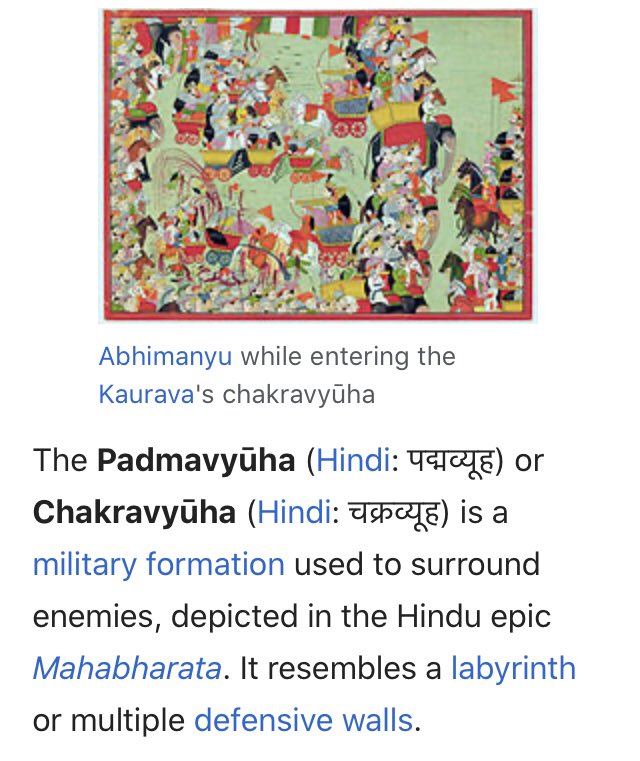 Abhimanyu while entering the
Kaurava's chakravyūha
The Padmavyūha (Hindi: पद्मव्यूह) or
Chakravyūha (Hindi: चक्रव्यूह) is a
military formation used to surround
enemies, depicted in the Hindu epic
Mahabharata. It resembles a labyrinth
or multiple defensive walls.